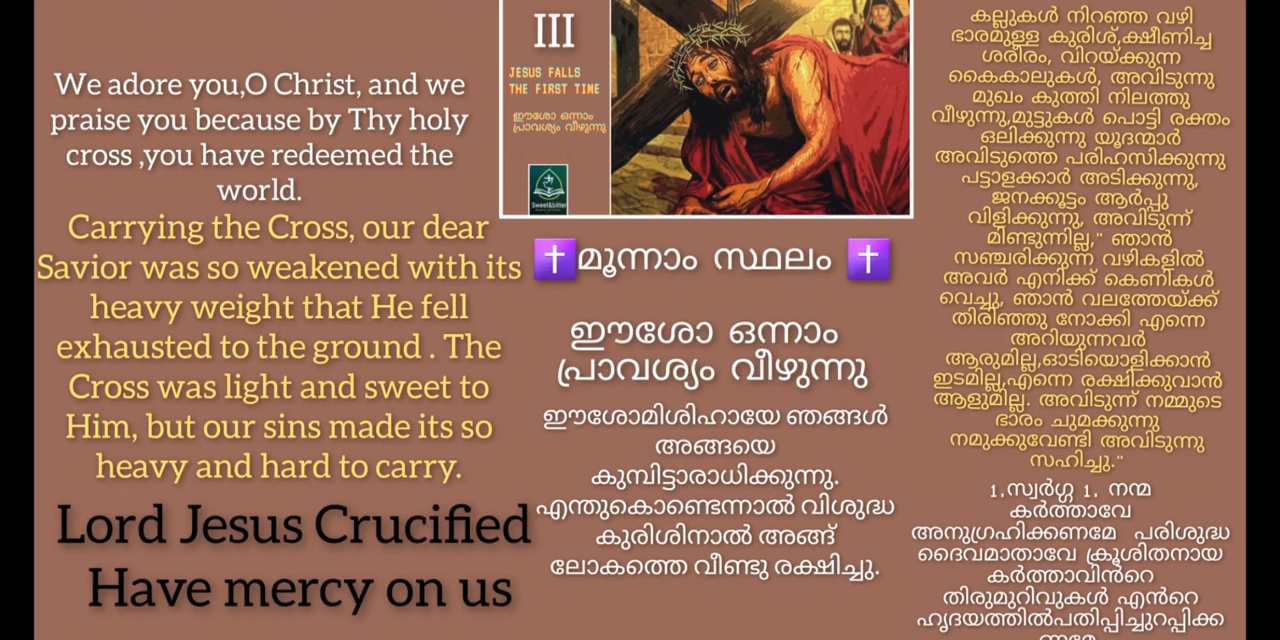 We adore you,O Christ, and we
praise you because by Thy holy
cross ,you have redeemed the
world.
Carrying the Cross, our dear
Savior was so weakened with its
heavy weight that He fell
exhausted to the ground . The
Cross was light and sweet to
Him, but our sins made its so
heavy and hard to carry.
Lord Jesus Crucified
Have mercy on us
III
JESUS FALLS
THE FIRST TIME
ഈശോ ഒന്നാം
പ്രാവശ്യം വീഴുന്നു
Sweet&bitter
✝️മൂന്നാം സ്ഥലം ✝️
ഈശോ ഒന്നാം
പ്രാവശ്യം വീഴുന്നു
ഈശോമിശിഹായേ ഞങ്ങൾ
അങ്ങയെ
കുമ്പിട്ടാരാധിക്കുന്നു.
എന്തുകൊണ്ടെന്നാൽ വിശുദ്ധ
കുരിശിനാൽ അങ്ങ്
ലോകത്തെ വീണ്ടു രക്ഷിച്ചു.
കല്ലുകൾ നിറഞ്ഞ വഴി
ഭാരമുള്ള കുരിശ്,ക്ഷീണിച്ച
ശരീരം, വിറയ്ക്കുന്ന
കൈകാലുകൾ, അവിടുന്നു
മുഖം കുത്തി നിലത്തു
വീഴുന്നു,മുട്ടുകൾ പൊട്ടി രക്തം
ഒലിക്കുന്നു യൂദന്മാർ
അവിടുത്തെ പരിഹസിക്കുന്നു
പട്ടാളക്കാർ അടിക്കുന്നു,
ജനക്കൂട്ടം ആർപ്പു
വിളിക്കുന്നു, അവിടുന്ന്
മിണ്ടുന്നില്ല," ഞാൻ
സഞ്ചരിക്കുന്ന വഴികളിൽ
അവർ എനിക്ക് കെണികൾ
വെച്ചു, ഞാൻ വലത്തേയ്ക്ക്
തിരിഞ്ഞു നോക്കി എന്നെ
അറിയുന്നവർ
ആരുമില്ല,ഓടിയൊളിക്കാൻ
ഇടമില്ല,എന്നെ രക്ഷിക്കുവാൻ
ആളുമില്ല. അവിടുന്ന് നമ്മുടെ
ഭാരം ചുമക്കുന്നു
നമുക്കുവേണ്ടി അവിടുന്നു
സഹിച്ചു."
1.സ്വർഗ്ഗ 1. നന്മ
കർത്താവേ
അനുഗ്രഹിക്കണമേ പരിശുദ്ധ
ദൈവമാതാവേ ക്രൂശിതനായ
കർത്താവിൻറെ
തിരുമുറിവുകൾ എൻറെ
ഹൃദയത്തിൽപതിപ്പിച്ചുറപ്പിക്ക